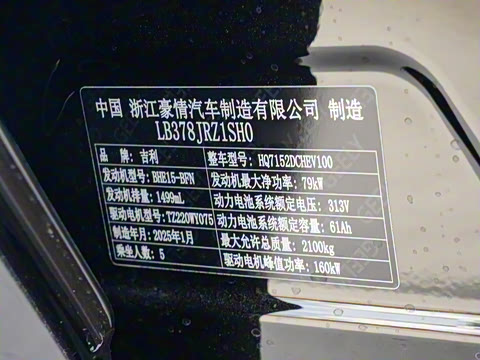 中国 浙江豪情汽车制造有限公司 制造
LB378JRZ1SH0
品 牌：吉利 整车型号：HQ7152DCHEV100
发动机型号：BHE15-BFN 发动机最大净功率：79kW
发动机排量：1499mL 动力电池系统额定电压：313V
驱动电机型号：TZ220XY075 动力电池系统额定容量：61Ah
制造年月：2025年1月 最大允许总质量：2100kg
乘坐人数：5 驱动电机峰值功率：160kW